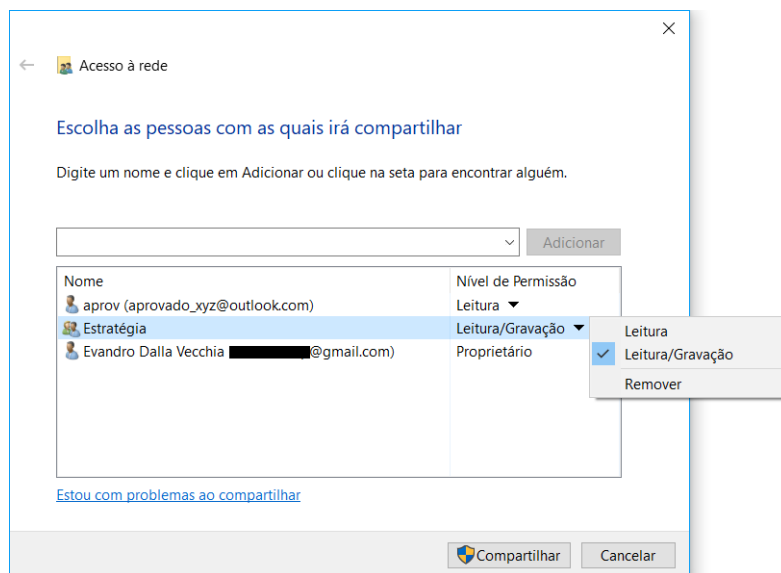 Acesso à rede
Escolha as pessoas com as quais irá compartilhar
Digite um nome e clique em Adicionar ou clique na seta para encontrar alguém.
Adicionar
Nome Nível de Permissão
aprov (aprovado_xyz@outlook.com) Leitura
Estratégia Leitura/Gravação
Evandro Dalla Vecchia @gmail.com) Proprietário
Leitura
Leitura/Gravação
Remover
Estou com problemas ao compartilhar
Compartilhar Cancelar